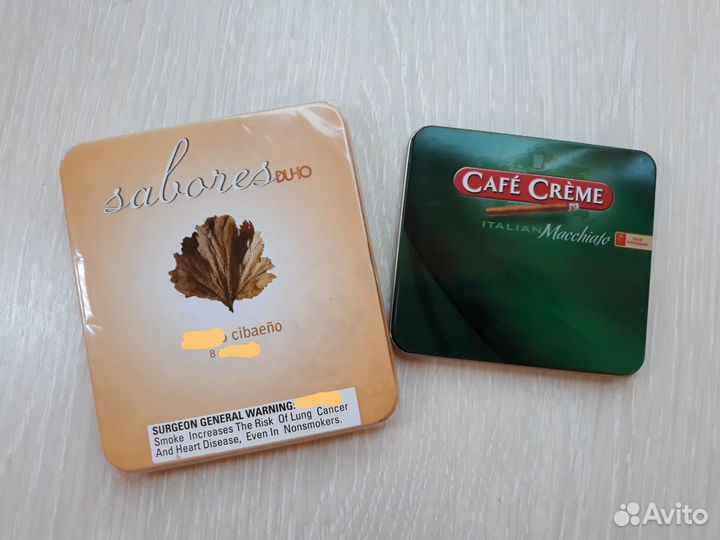 sabores DUHO
cibaeño
8
SURGEON GENERAL WARNING:
Smoke Increases The Risk Of Lung Cancer
And Heart Disease, Even In Nonsmokers.
CAFÉ CRÈME
ITALIAN Macchiato
Avito